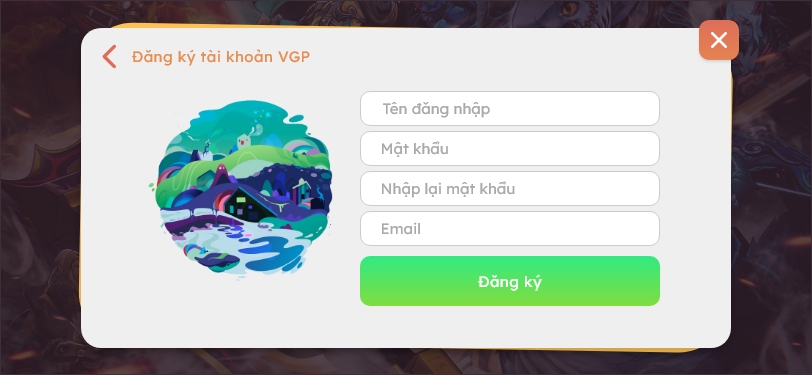 Đăng ký tài khoản VGP
Tên đăng nhập
Mật khẩu
Nhập lại mật khẩu
Email
Đăng ký